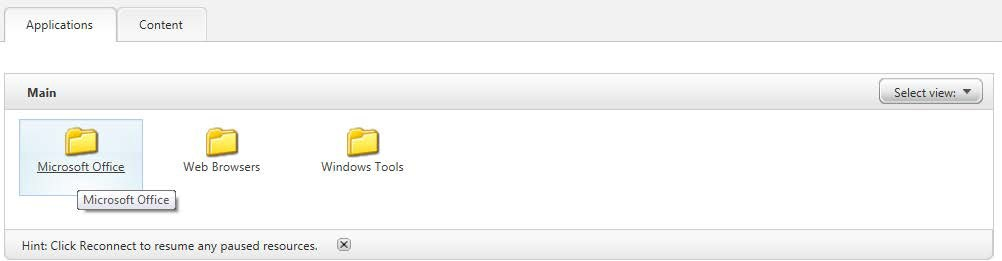 Applications Content
Main Select view:
Microsoft Office Web Browsers Windows Tools
Microsoft Office
Hint: Click Reconnect to resume any paused resources.